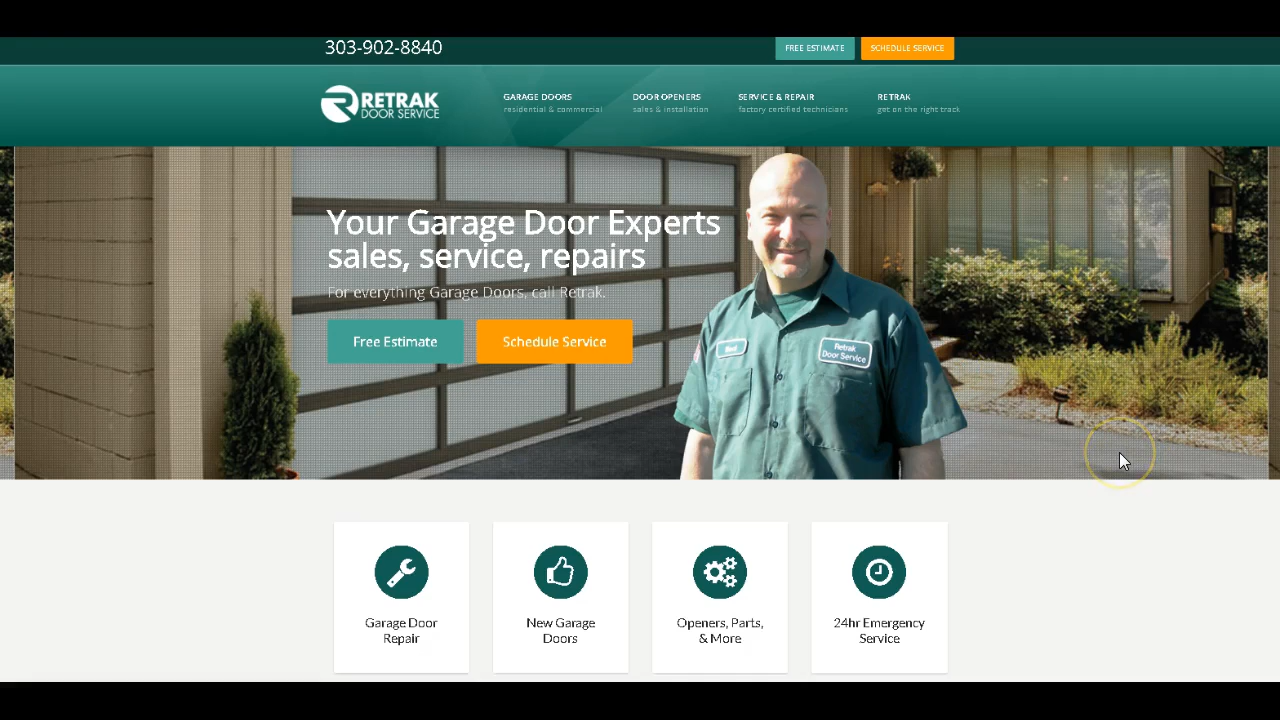 303-902-8840
FREE ESTIMATE
SCHEDULE SERVICE
RETRAK
DOOR SERVICE
GARAGE DOORS
residential & commercial
DOOR OPENERS
sales & installation
SERVICE & REPAIR
factory certified technicians
RETRAK
get on the right track
Your Garage Door Experts
sales, service, repairs
For everything Garage Doors, call Retrak.
Free Estimate
Schedule Service
Retrak
Door Service
Garage Door
Repair
New Garage
Doors
Openers, Parts,
& More
24hr Emergency
Service